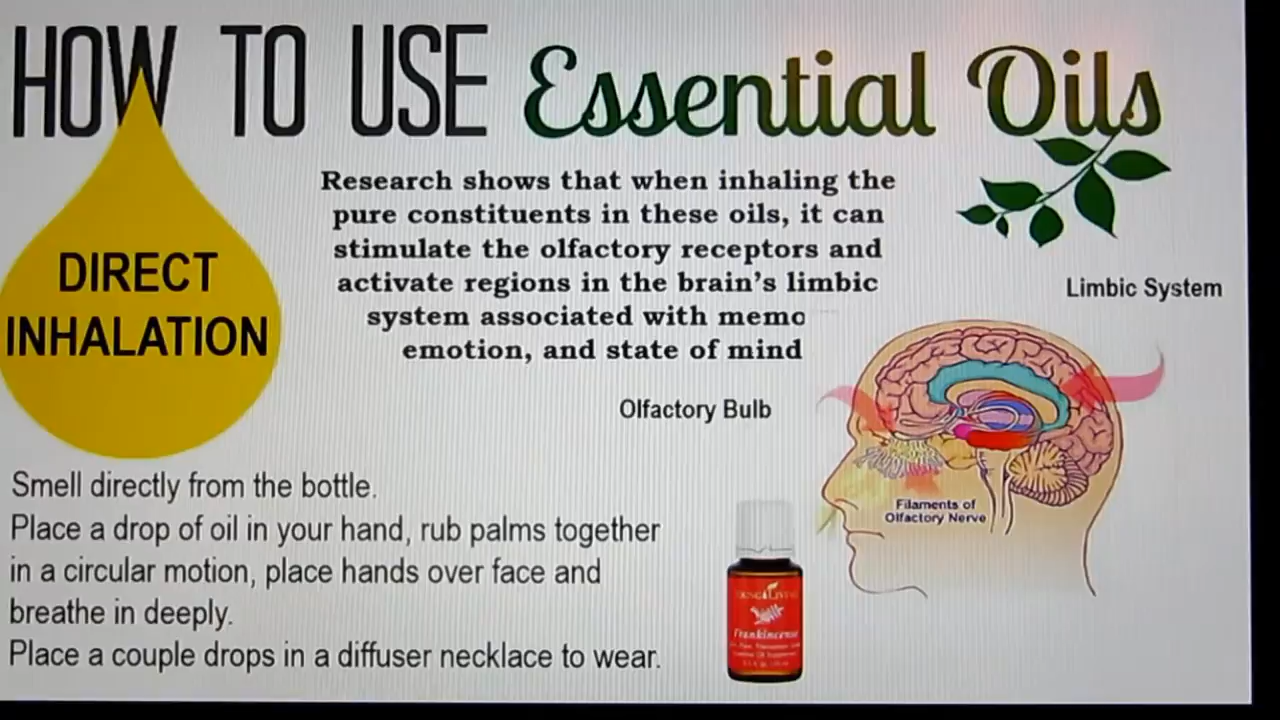 HOW TO USE Essential Oils
DIRECT
INHALATION
Research shows that when inhaling the
pure constituents in these oils, it can
stimulate the olfactory receptors and
activate regions in the brain's limbic
system associated with memo
emotion, and state of mind
Limbic System
Olfactory Bulb
Filaments of
Olfactory Nerve
Smell directly from the bottle.
Place a drop of oil in your hand, rub palms together
in a circular motion, place hands over face and
breathe in deeply.
Place a couple drops in a diffuser necklace to wear.
YOUNG LIVING
Frankincense